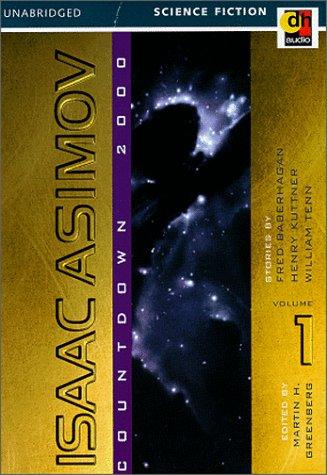 UNABRIDGED
SCIENCE FICTION
dh
audio
ISAAC ASIMOV
COUNTDOWN 2000
STORIES BY
FRED BABERHAGAN
HENRY KUTTNER
WILLIAM TENN
VOLUME
1
EDITED BY
MARTIN H.
GREENBERG